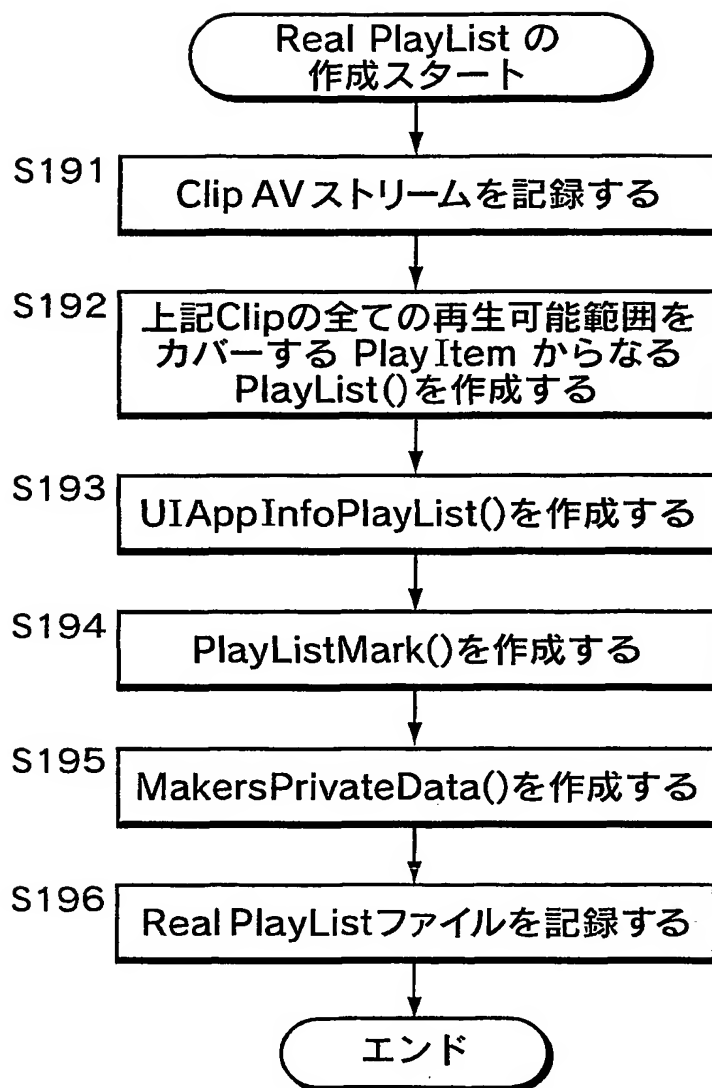 Real PlayList の
作成スタート
S191
Clip AVストリームを記録する
S192
上記Clipの全ての再生可能範囲を
カバーする PlayItem からなる
PlayList()を作成する
S193
UIAppInfoPlayList()を作成する
S194
PlayListMark()を作成する
S195
MakersPrivateData()を作成する
S196
Real PlayListファイルを記録する
エンド